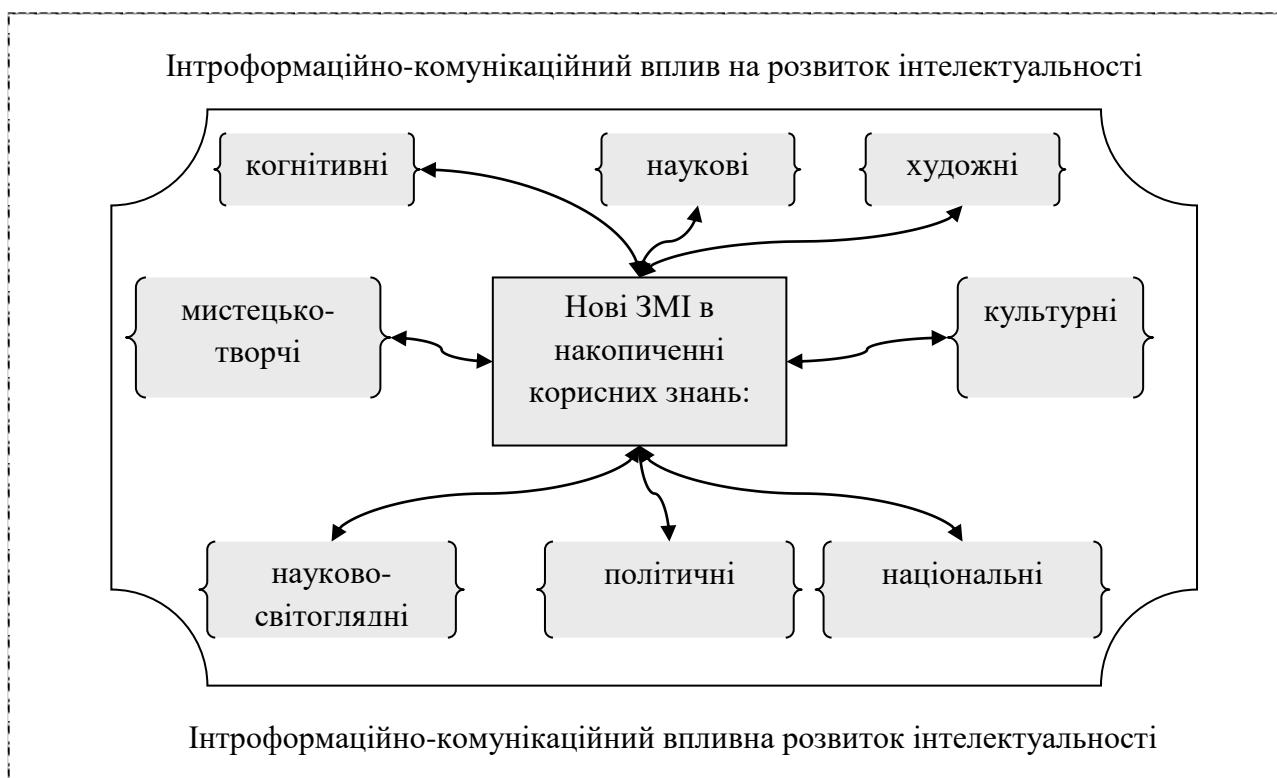 Інтроформаційно-комунікаційний вплив на розвиток інтелектуальності
когнітивні
наукові
художні
мистецько-
творчі
Нові ЗМІ в
накопиченні
корисних знань:
культурні
науково-
світоглядні
політичні
національні
Інтроформаційно-комунікаційний впливна розвиток інтелектуальності